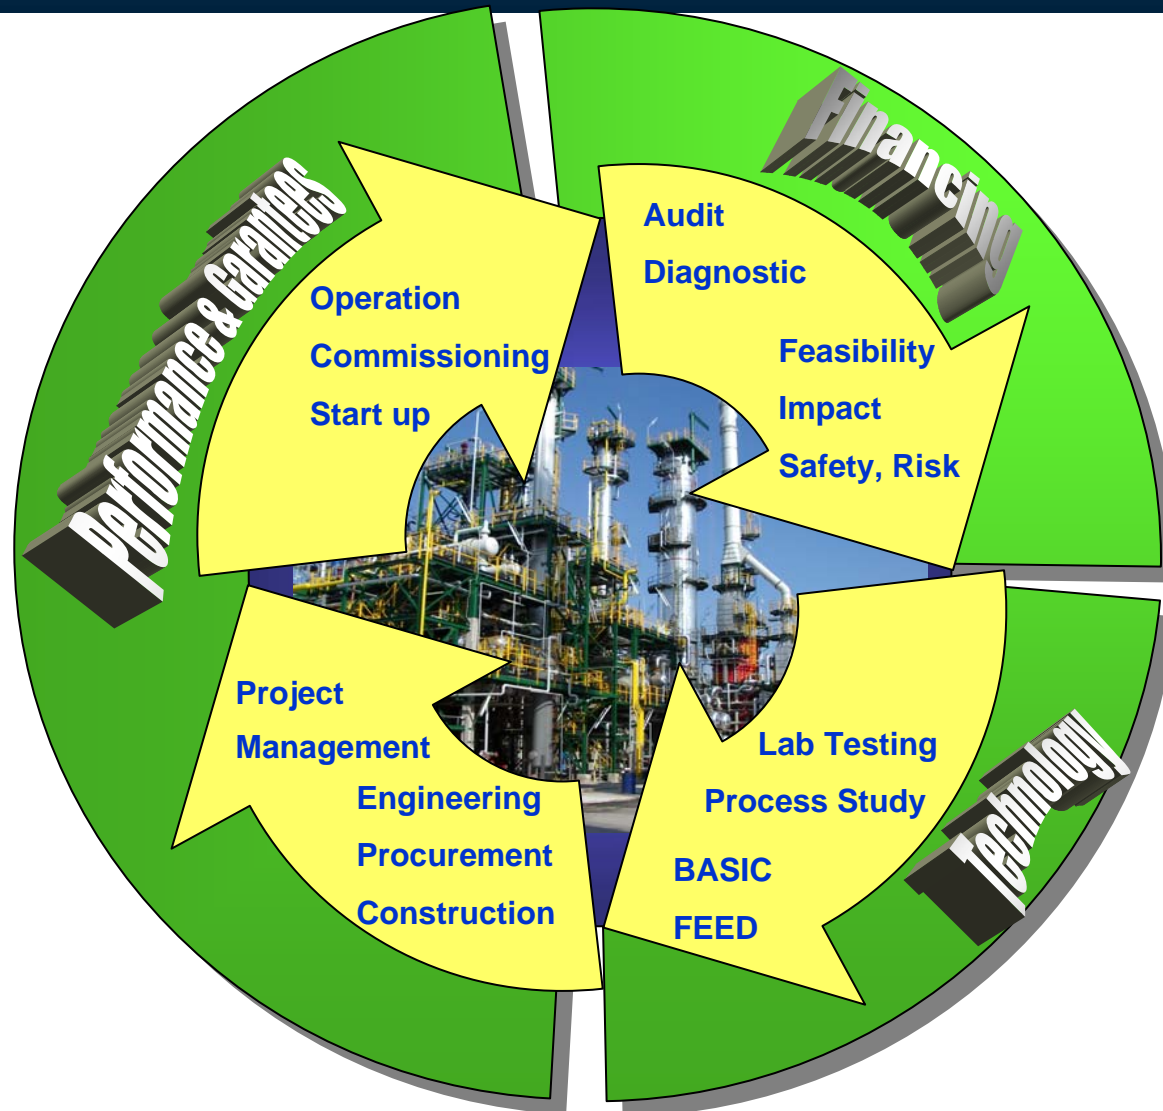 Financing
Audit
Diagnostic
Feasibility
Impact
Safety, Risk
Technology
Lab Testing
Process Study
BASIC
FEED
Project
Management
Engineering
Procurement
Construction
Performance & Garantees
Operation
Commissioning
Start up